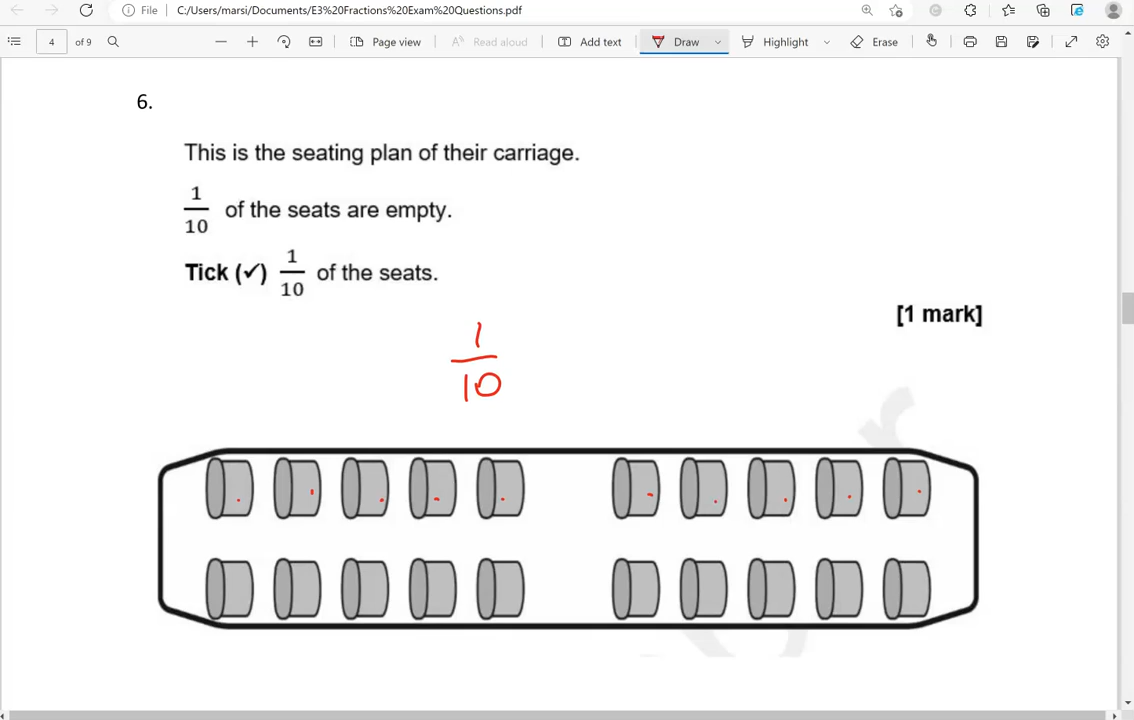 File C:/Users/marsi/Documents/E3%20Fractions%20Exam%20Questions.pdf
4 of 9 Page view Read aloud Add text Draw Highlight Erase
6.
This is the seating plan of their carriage.
1/10 of the seats are empty.
Tick (✓) 1/10 of the seats.
[1 mark]
1
10